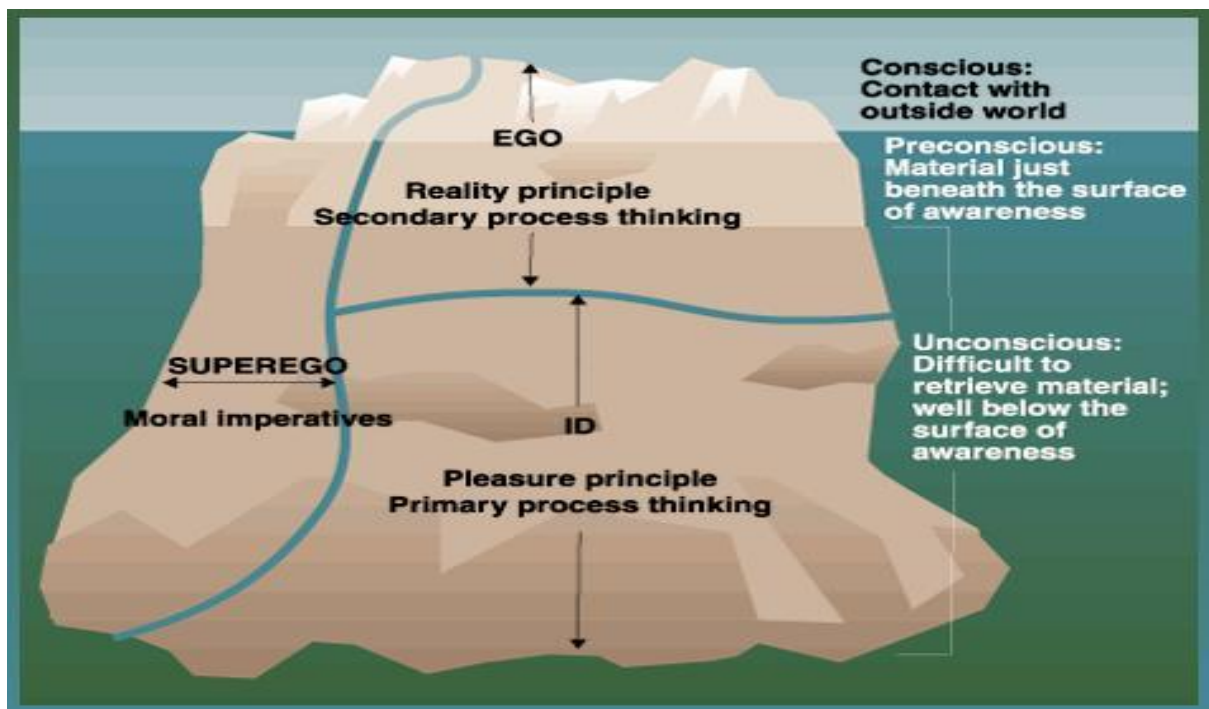 Conscious:
Contact with
outside world
EGO
Preconscious:
Material just
beneath the surface
of awareness
Reality principle
Secondary process thinking
SUPEREGO
Moral imperatives
Unconscious:
Difficult to
retrieve material;
well below the
surface of
awareness
ID
Pleasure principle
Primary process thinking